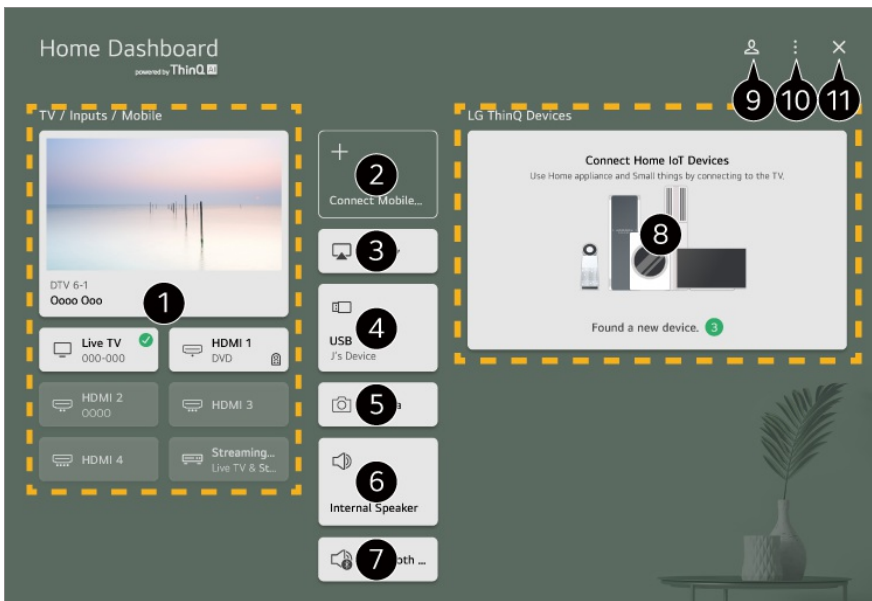 Home Dashboard
powered by ThinQ AI
9
10
11
TV / Inputs / Mobile
DTV 6-1
Oooo Ooo
1
Live TV
000-000
HDMI 1
DVD
HDMI 2
0000
HDMI 3
HDMI 4
Streaming...
Live TV & St...
2
Connect Mobile...
3
4
USB
J's Device
5
6
Internal Speaker
7
LG ThinQ Devices
Connect Home IoT Devices
Use Home appliance and Small things by connecting to the TV.
8
Found a new device. 3